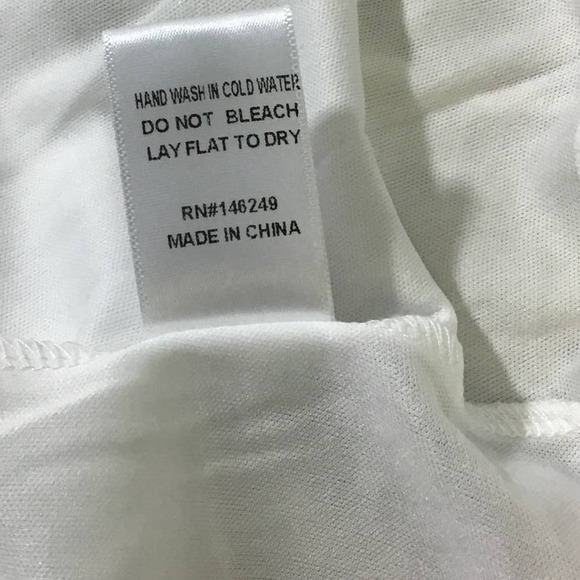 HAND WASH IN COLD WATER
DO NOT BLEACH
LAY FLAT TO DRY
RN#146249
MADE IN CHINA